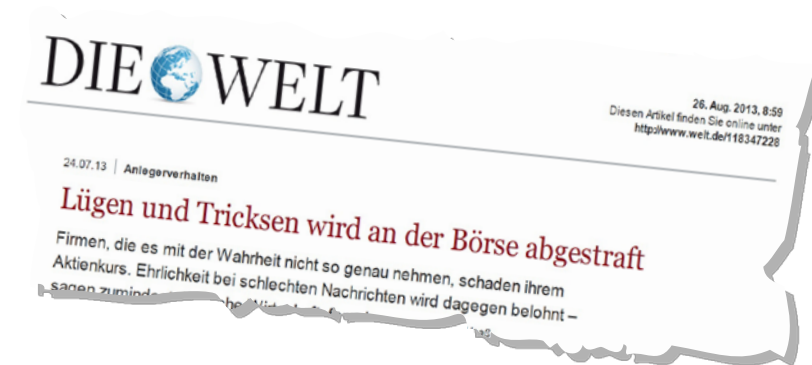 DIE WELT
26. Aug. 2013, 8:59
Diesen Artikel finden Sie online unter
http://www.welt.de/118347228
24.07.13 | Anlegerverhalten
Lügen und Tricksen wird an der Börse abgestraft
Firmen, die es mit der Wahrheit nicht so genau nehmen, schaden ihrem
Aktienkurs. Ehrlichkeit bei schlechten Nachrichten wird dagegen belohnt –
sagen